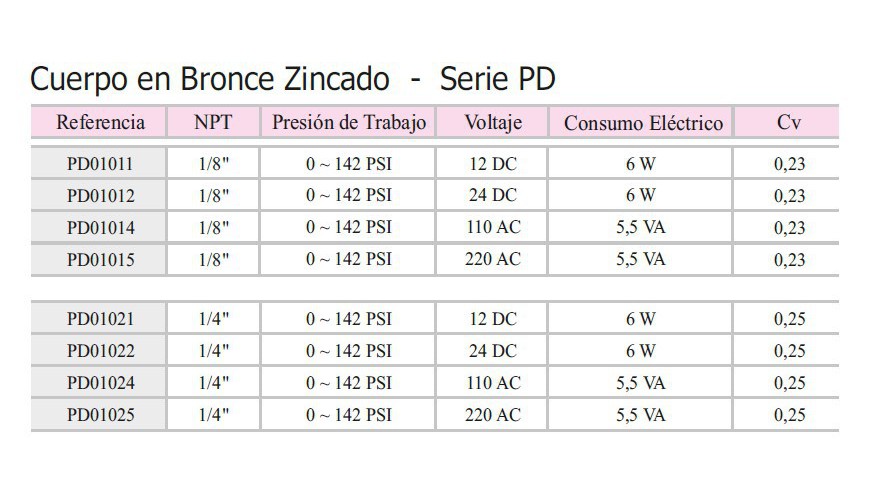 Cuerpo en Bronce Zincado - Serie PD
Referencia NPT Presión de Trabajo Voltaje Consumo Eléctrico Cv
PD01011 1/8" 0 ~ 142 PSI 12 DC 6 W 0,23
PD01012 1/8" 0 ~ 142 PSI 24 DC 6 W 0,23
PD01014 1/8" 0 ~ 142 PSI 110 AC 5,5 VA 0,23
PD01015 1/8" 0 ~ 142 PSI 220 AC 5,5 VA 0,23
PD01021 1/4" 0 ~ 142 PSI 12 DC 6 W 0,25
PD01022 1/4" 0 ~ 142 PSI 24 DC 6 W 0,25
PD01024 1/4" 0 ~ 142 PSI 110 AC 5,5 VA 0,25
PD01025 1/4" 0 ~ 142 PSI 220 AC 5,5 VA 0,25